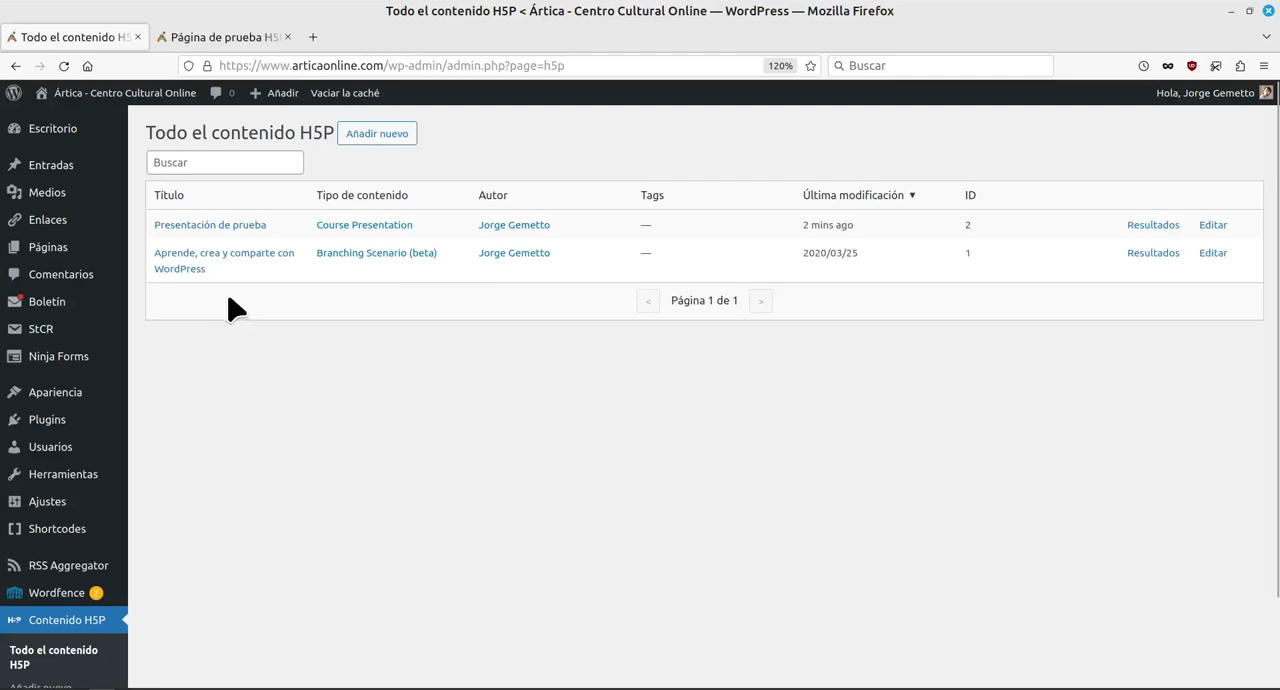 Todo el contenido H5P < Ártica - Centro Cultural Online — WordPress — Mozilla Firefox
Todo el contenido H5
Página de prueba H5
https://www.articaonline.com/wp-admin/admin.php?page=h5p
120%
Buscar
Ártica - Centro Cultural Online
0
Añadir
Vaciar la caché
Hola, Jorge Gemetto
Escritorio
Entradas
Medios
Enlaces
Páginas
Comentarios
Boletín
StCR
Ninja Forms
Apariencia
Plugins
Usuarios
Herramientas
Ajustes
Shortcodes
RSS Aggregator
Wordfence 2
H-P Contenido H5P
Todo el contenido
H5P
Añadir nuevo
Todo el contenido H5P Añadir nuevo
Buscar
Título Tipo de contenido Autor Tags Última modificación ▼ ID
Presentación de prueba Course Presentation Jorge Gemetto — 2 mins ago 2 Resultados Editar
Aprende, crea y comparte con Branching Scenario (beta) Jorge Gemetto — 2020/03/25 1 Resultados Editar
WordPress
< Página 1 de 1 >